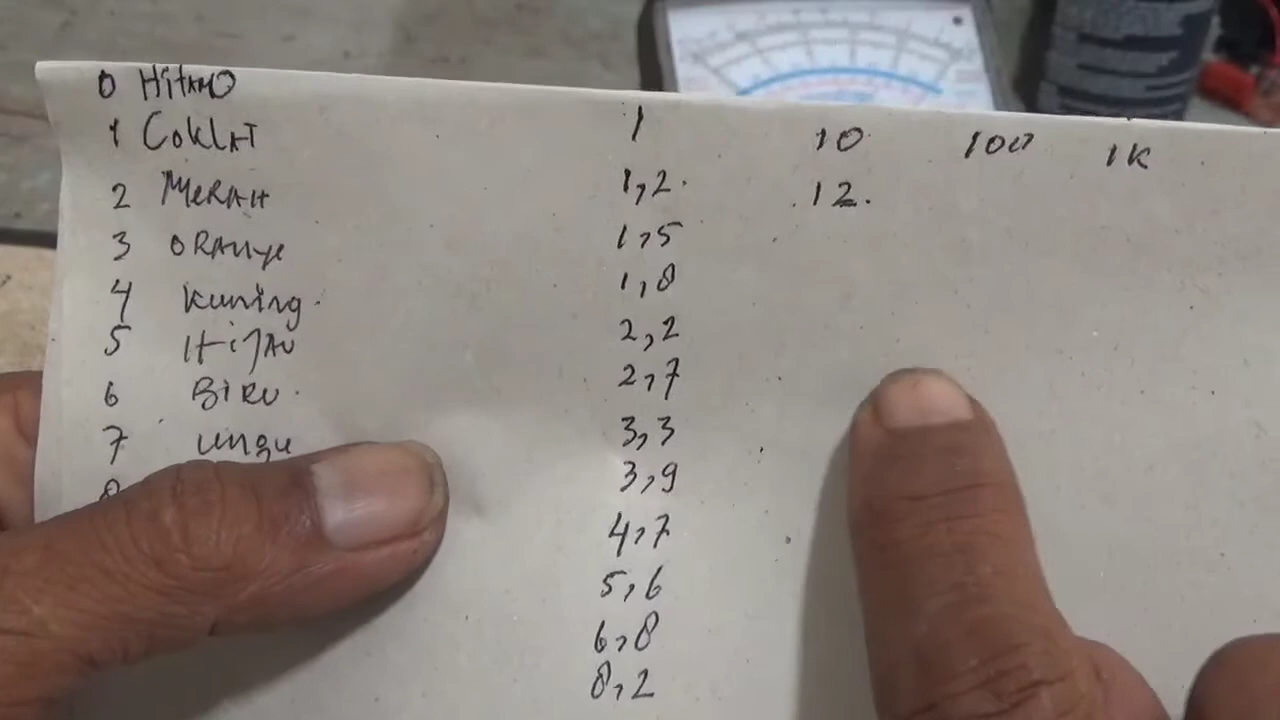 0 Hitam
1 Coklat 1 10 100 1K
2 MeRAH 1,2. 12.
3 ORANye 1,5
4 Kuning. 1,8
5 HiJAU 2,2
6 BIRU. 2,7
7 ungu 3,3
3,9
4,7
5,6
6,8
8,2